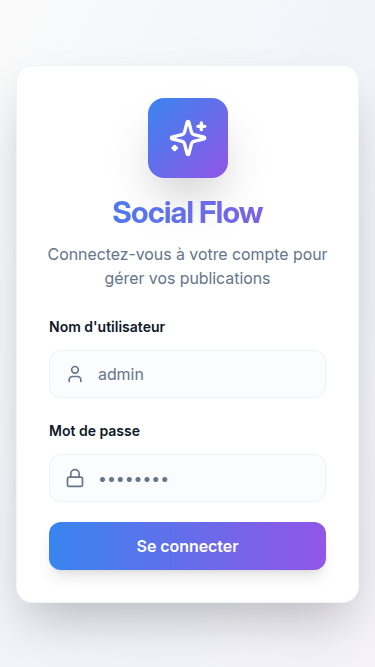 Social Flow
Connectez-vous à votre compte pour
gérer vos publications
Nom d'utilisateur
admin
Mot de passe
••••••••
Se connecter